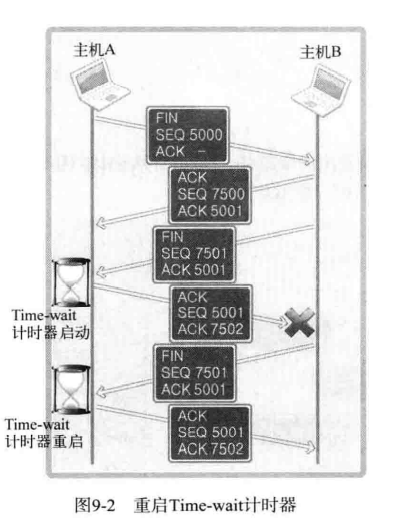 主机A
主机B
FIN
SEQ 5000
ACK –
ACK
SEQ 7500
ACK 5001
FIN
SEQ 7501
ACK 5001
Time-wait
计时器启动
ACK
SEQ 5001
ACK 7502
FIN
SEQ 7501
ACK 5001
Time-wait
计时器重启
ACK
SEQ 5001
ACK 7502
图9-2 重启Time-wait计时器